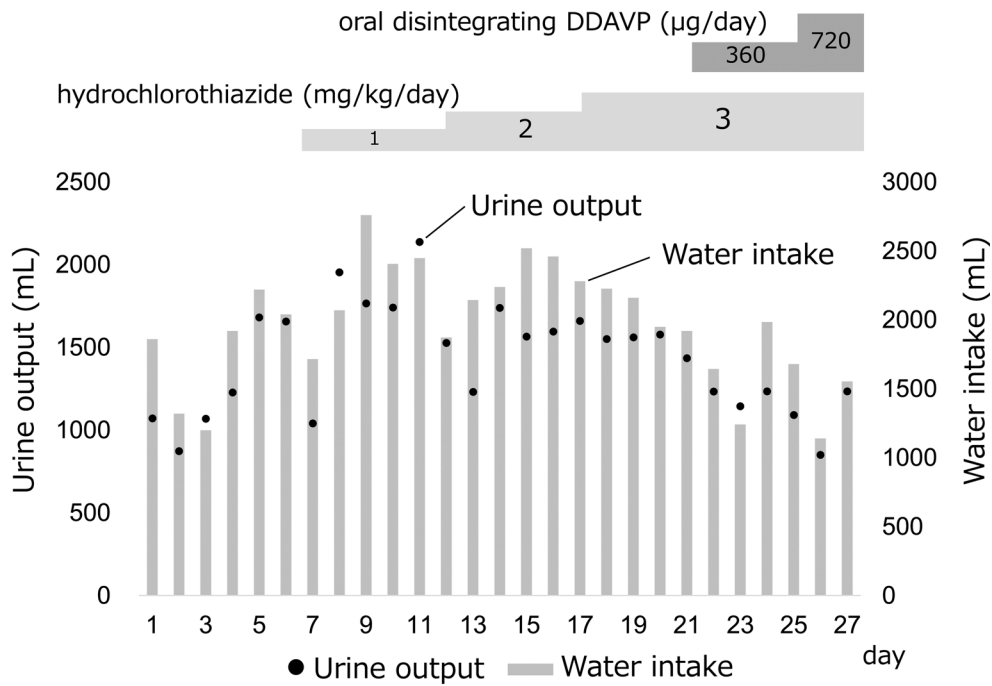 oral disintegrating DDAVP (µg/day)
720
360
hydrochlorothiazide (mg/kg/day)
1
2
3
2500
2000
1500
1000
500
0
Urine output (mL)
Urine output
Water intake
3000
2500
2000
1500
1000
500
0
Water intake (mL)
1 3 5 7 9 11 13 15 17 19 21 23 25 27
day
Urine output Water intake